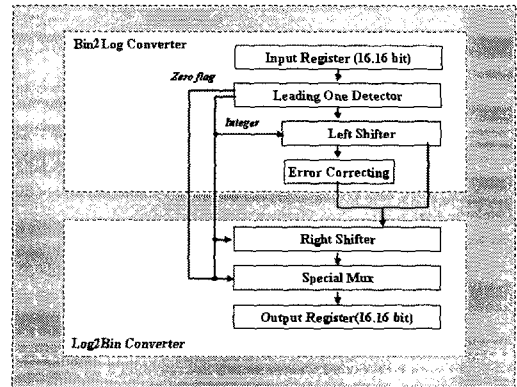 Bin2Log Converter
Input Register (16.16 bit)
Zero flag
Leading One Detector
Integer
Left Shifter
Error Correcting
Right Shifter
Special Mux
Output Register(16.16 bit)
Log2Bin Converter